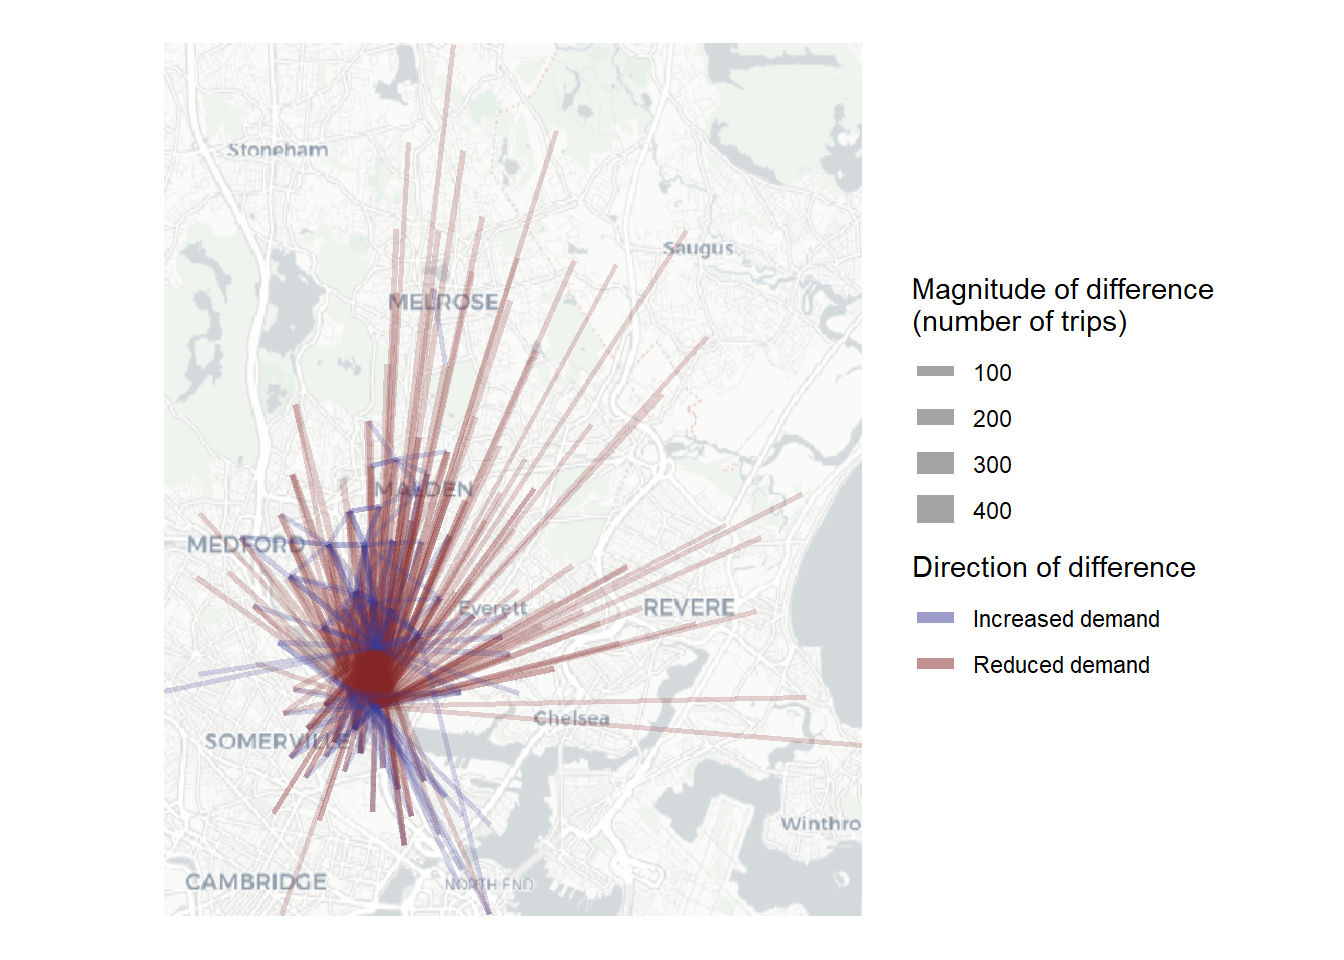 Stoneham
Saugus
MELROSE
MALDEN
MEDFORD
Everett
REVERE
Chelsea
SOMERVILLE
Winthro
CAMBRIDGE
NORTH END
Magnitude of difference
(number of trips)
100
200
300
400
Direction of difference
Increased demand
Reduced demand